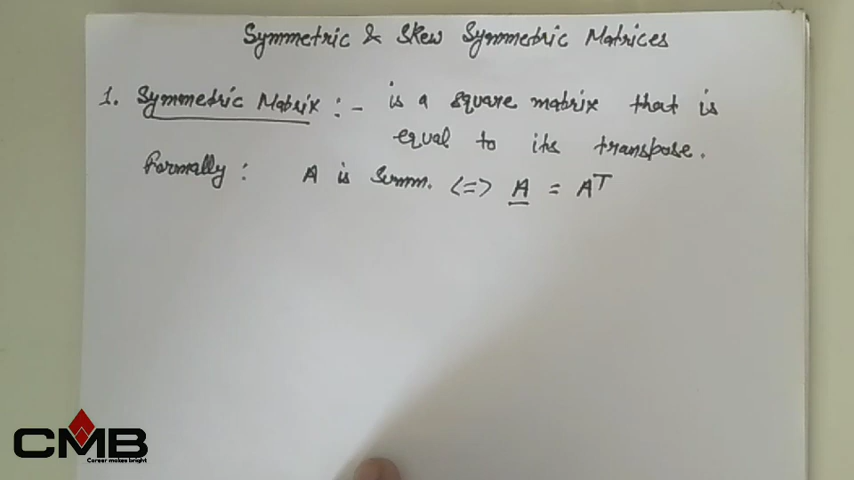 Symmetric & Skew Symmetric Matrices
1. Symmetric Matrix :- is a square matrix that is
equal to its transpose.
Formally : A is Symm. <=> A = A^T
CMB
Career makes bright